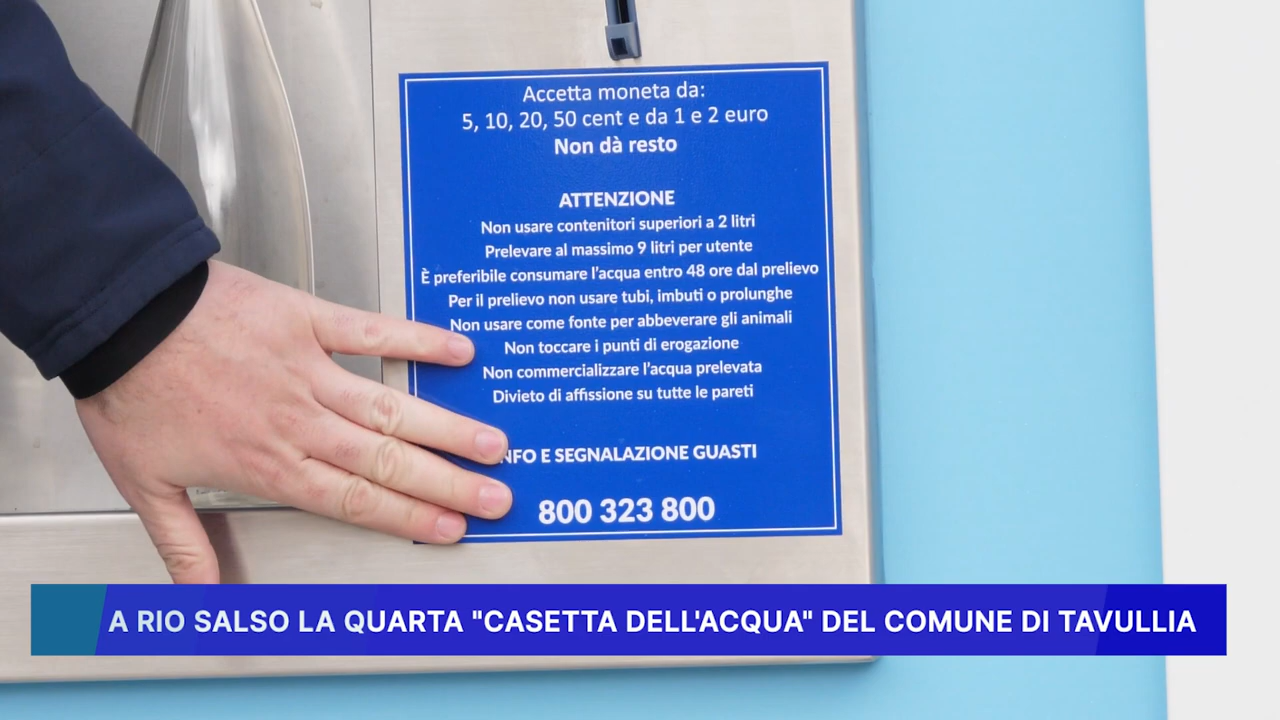 Accetta moneta da:
5, 10, 20, 50 cent e da 1 e 2 euro
Non dà resto
ATTENZIONE
Non usare contenitori superiori a 2 litri
Prelevare al massimo 9 litri per utente
È preferibile consumare l'acqua entro 48 ore dal prelievo
Per il prelievo non usare tubi, imbuti o prolunghe
Non usare come fonte per abbeverare gli animali
Non toccare i punti di erogazione
Non commercializzare l'acqua prelevata
Divieto di affissione su tutte le pareti
NFO E SEGNALAZIONE GUASTI
800 323 800
A RIO SALSO LA QUARTA "CASETTA DELL'ACQUA" DEL COMUNE DI TAVULLIA